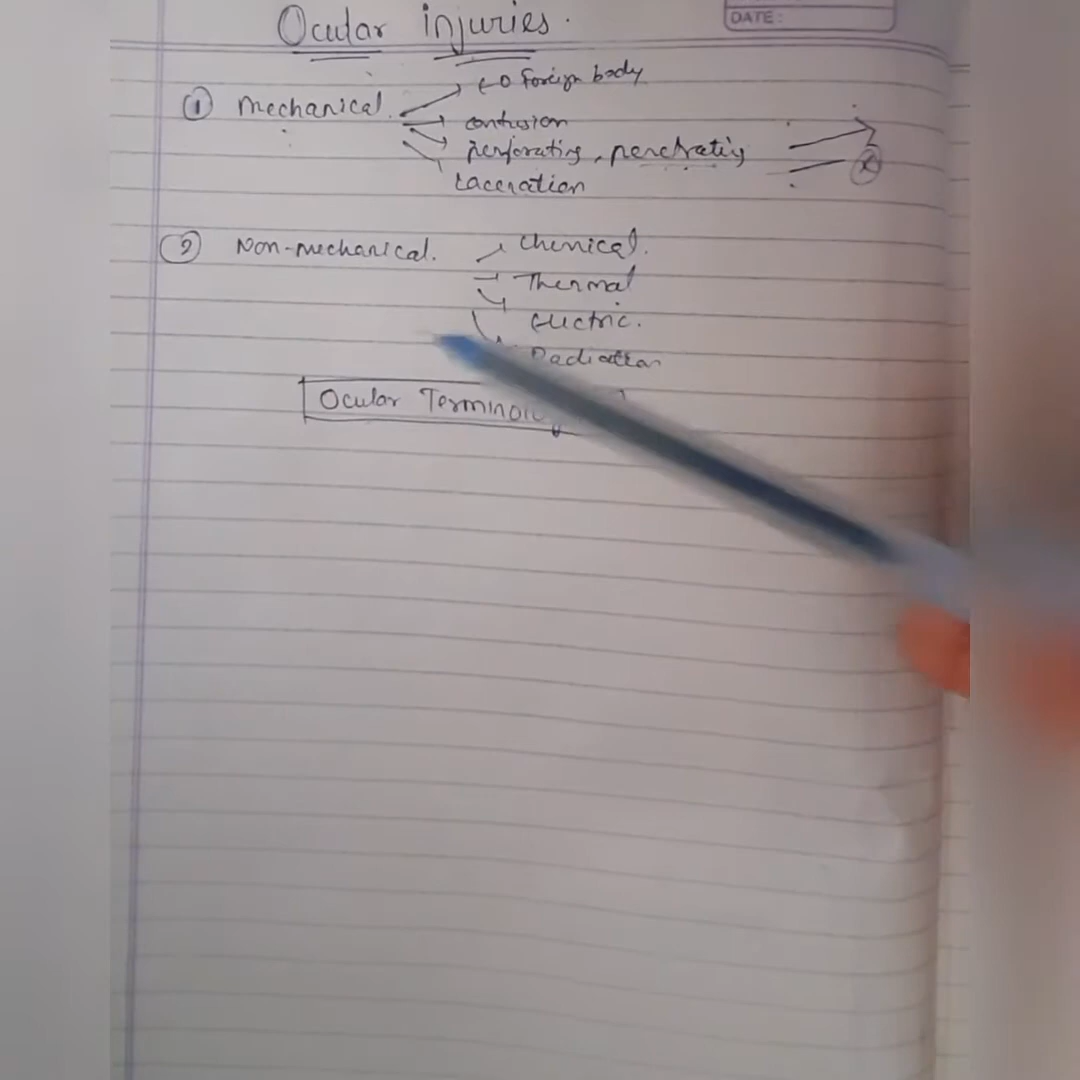 Ocular injuries.
DATE :
① mechanical
E O foreign body
contusion
perforating, penetrating
Laceration
② Non-mechanical.
Chemical.
Thermal
Electric.
Radiation
Ocular